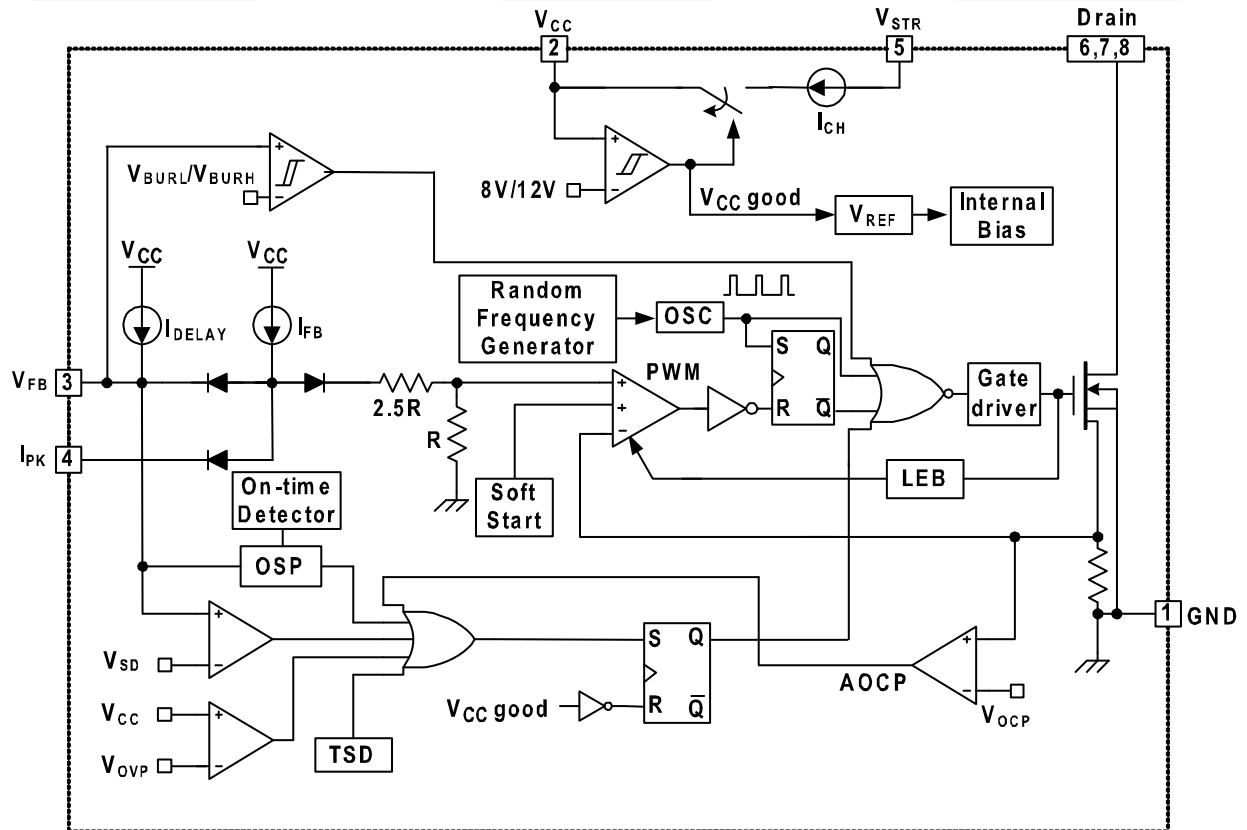 VCC
VSTR
Drain
2
5
6,7,8
ICH
+
-
8V/12V
VCC good
VREF
Internal
Bias
+
-
VBURL/VBURH
VCC
VCC
IDELAY
IFB
Random
Frequency
Generator
OSC
VFB
3
2.5R
R
PWM
+
+
-
S
Q
R
Q
Gate
driver
IPK
4
LEB
On-time
Detector
Soft
Start
OSP
1
GND
+
-
VSD
S
Q
R
Q
AOCP
+
-
VOCP
VCC good
VCC
+
-
VOVP
TSD